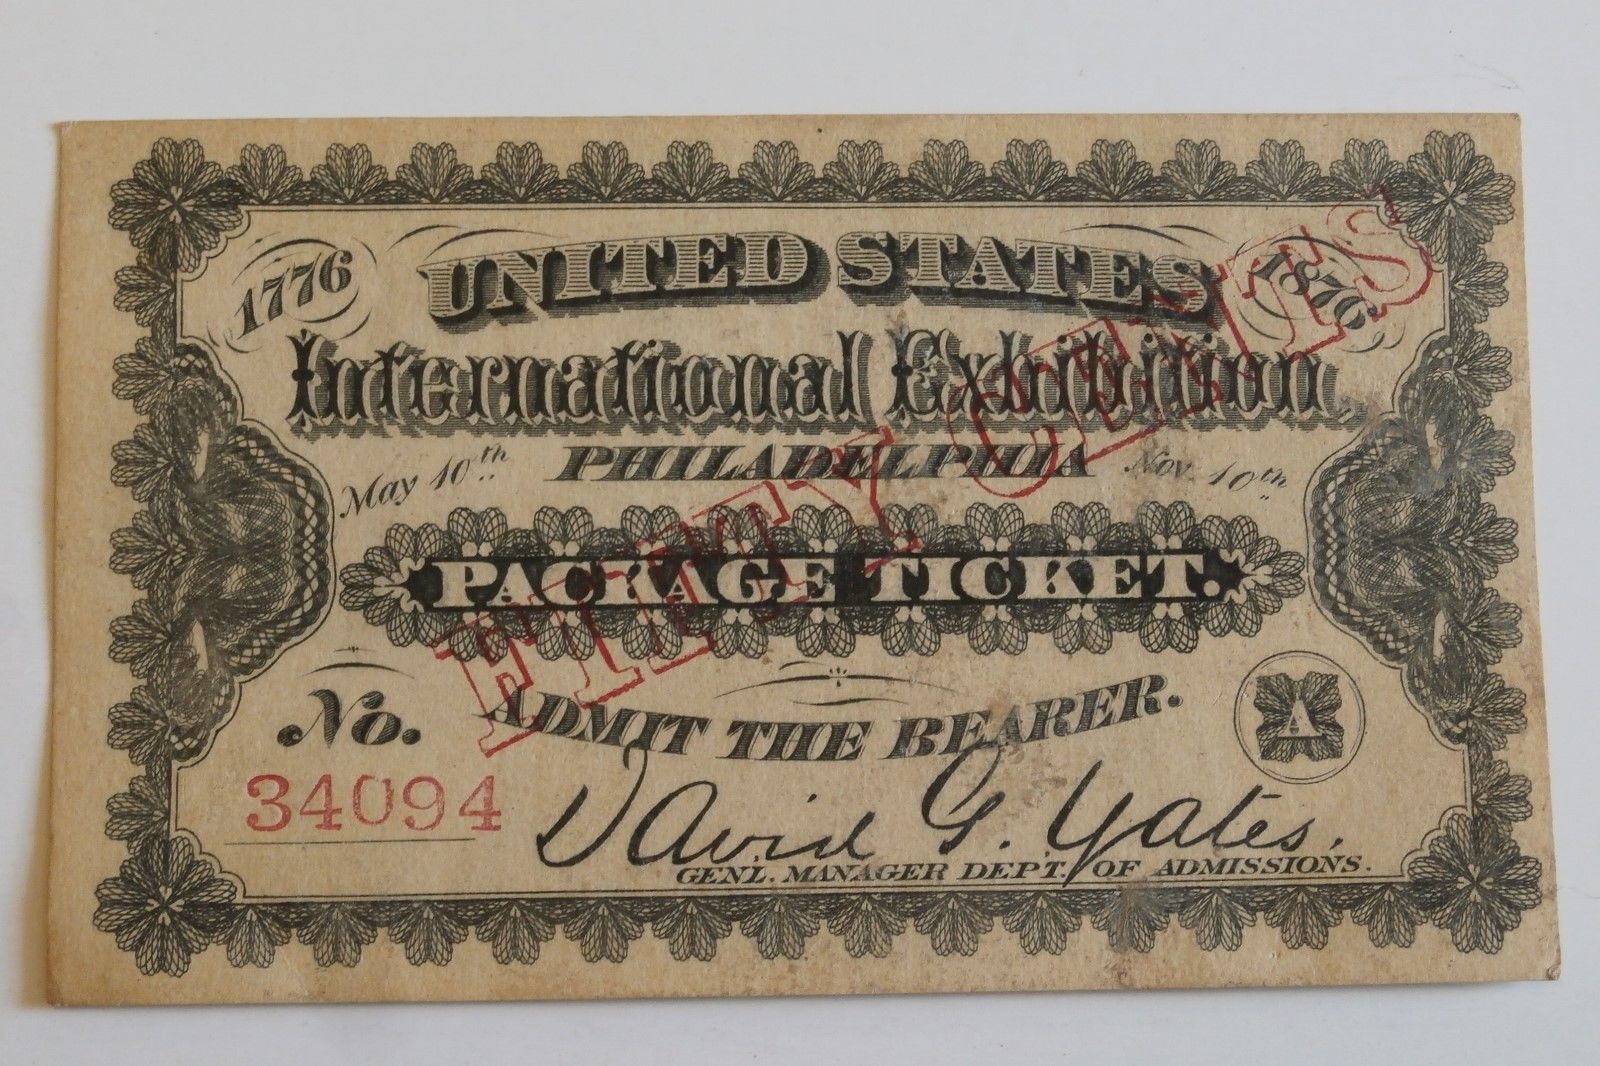 1776 UNITED STATES 1876
International Exhibition
May 10th PHILADELPHIA Nov. 10th
FIFTY CENTS
PACKAGE TICKET.
No. ADMIT THE BEARER. A
34094 David G. Yates,
GENL. MANAGER DEP'T. OF ADMISSIONS.